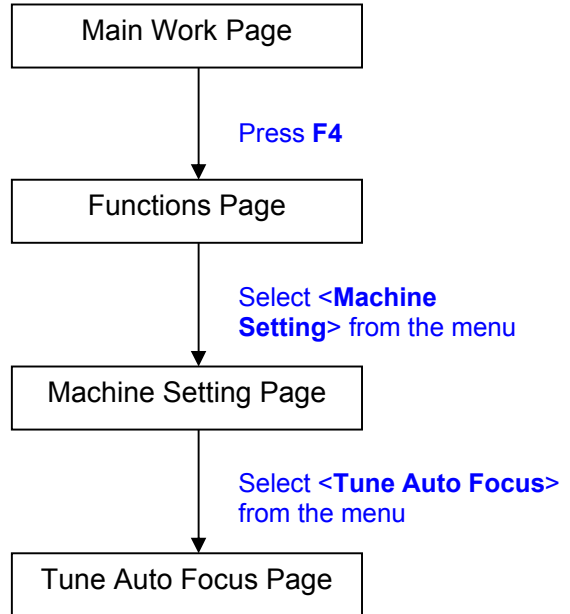 Main Work Page
Press F4
Functions Page
Select <Machine
Setting> from the menu
Machine Setting Page
Select <Tune Auto Focus>
from the menu
Tune Auto Focus Page